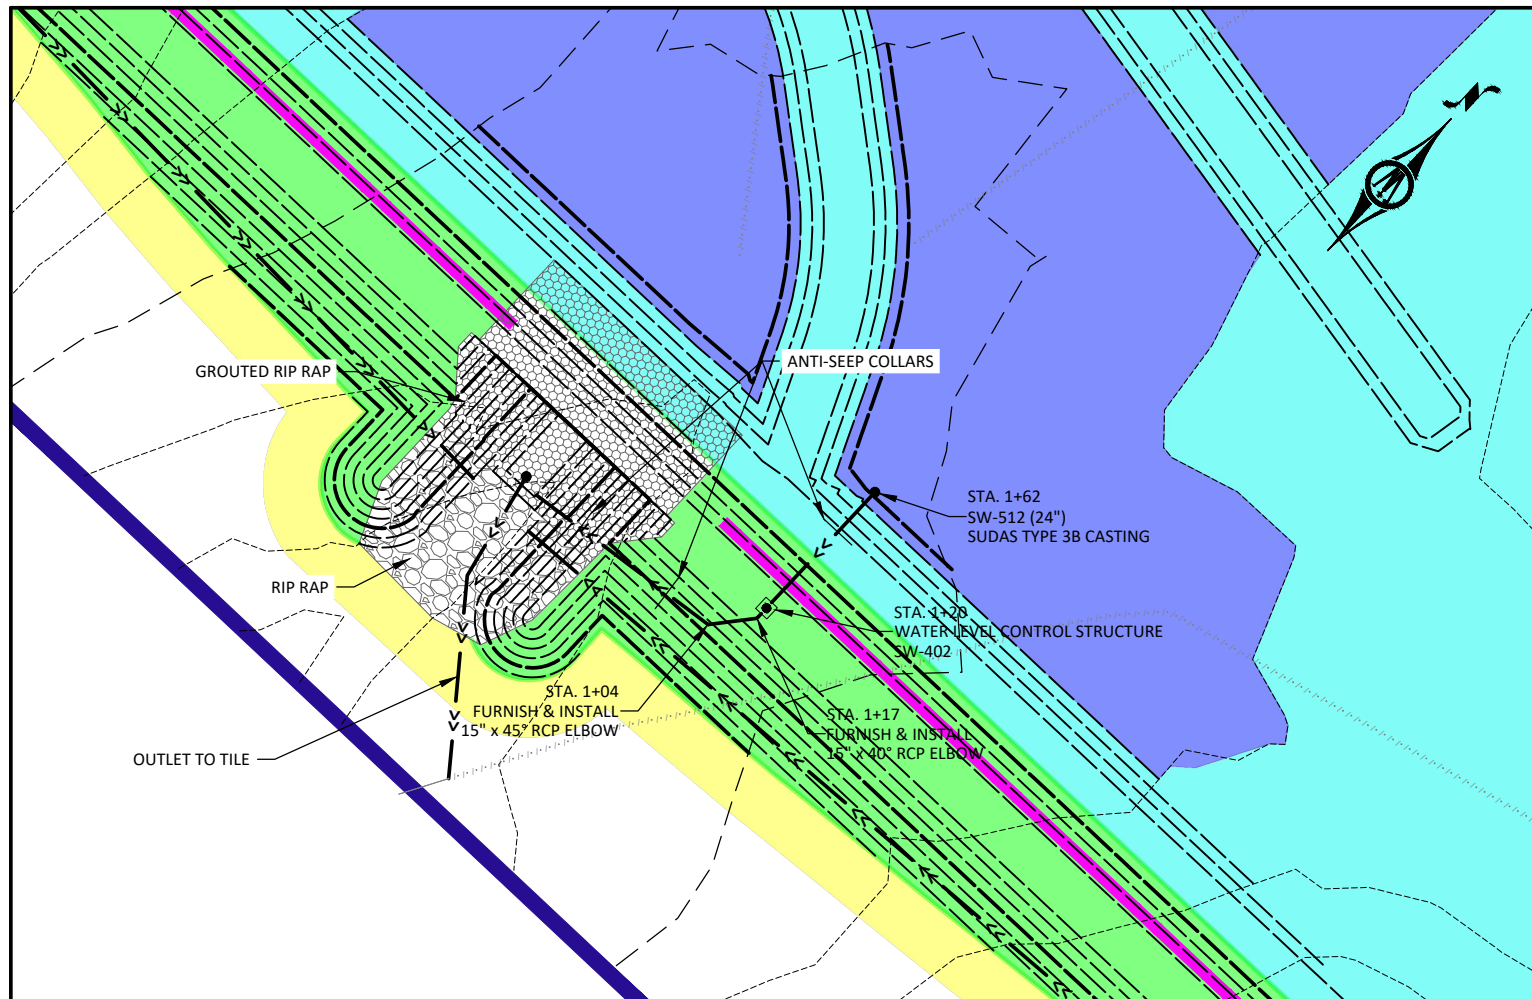 GROUTED RIP RAP
ANTI-SEEP COLLARS
STA. 1+62
SW-512 (24")
SUDAS TYPE 3B CASTING
RIP RAP
STA. 1+20
WATER LEVEL CONTROL STRUCTURE
SW-402
STA. 1+04
FURNISH & INSTALL
15" x 45° RCP ELBOW
STA. 1+17
FURNISH & INSTALL
15" x 40° RCP ELBOW
OUTLET TO TILE
N